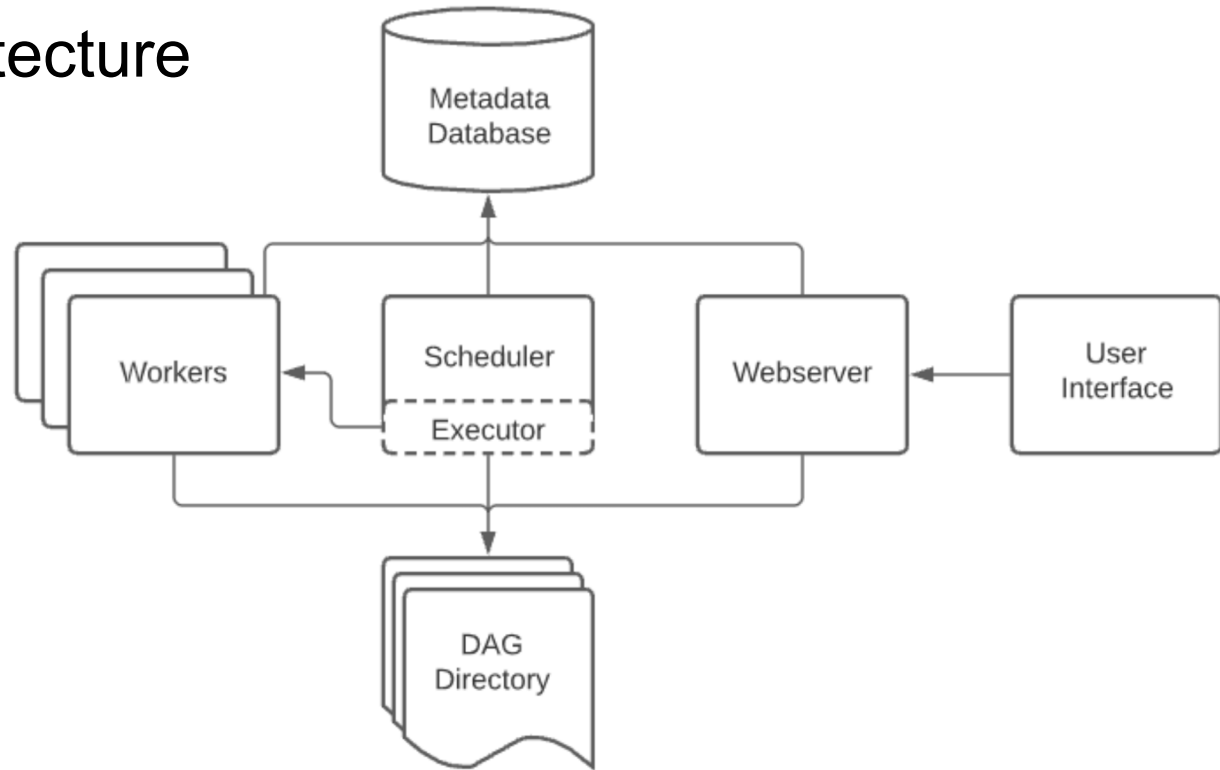 tecture
Metadata
Database
Workers
Scheduler
Executor
Webserver
User
Interface
DAG
Directory